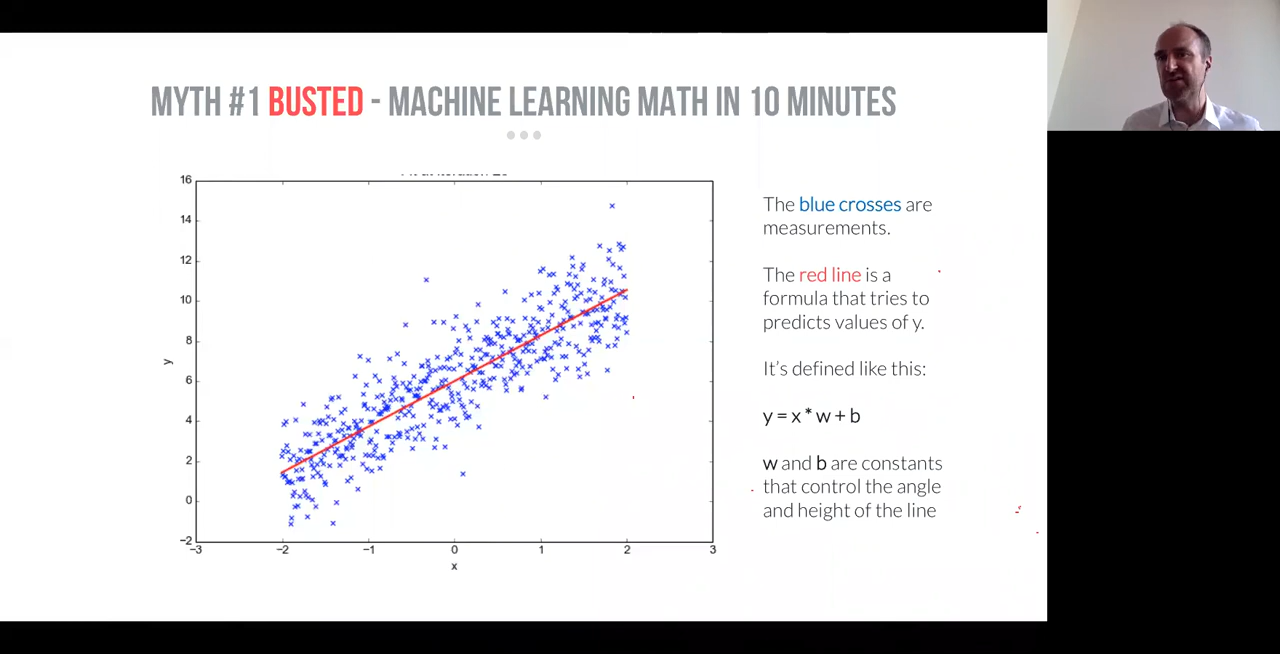 MYTH #1 BUSTED - MACHINE LEARNING MATH IN 10 MINUTES
The blue crosses are
measurements.
The red line is a
formula that tries to
predicts values of y.
It's defined like this:
y = x * w + b
w and b are constants
that control the angle
and height of the line
16
14
12
10
8
6
4
2
0
−2
y
−3 −2 −1 0 1 2 3
x